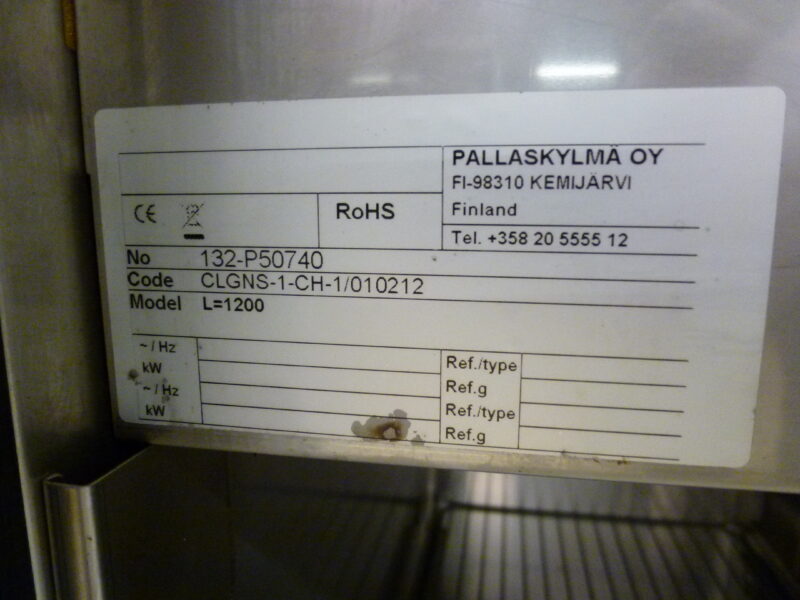 PALLASKYLMÄ OY
FI-98310 KEMIJÄRVI
Finland
CE
RoHS
Tel. +358 20 5555 12
No 132-P50740
Code CLGNS-1-CH-1/010212
Model L=1200
~ / Hz
kW
~ / Hz
kW
Ref./type
Ref.g
Ref./type
Ref.g